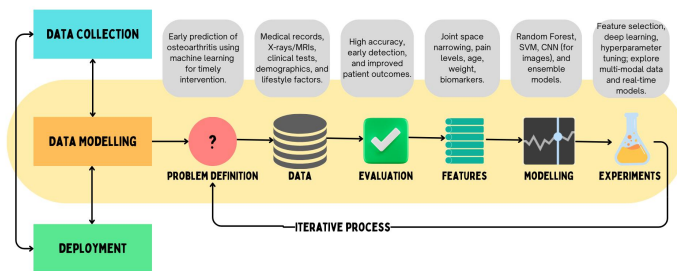 DATA COLLECTION
Early prediction of
osteoarthritis using
machine learning
for timely
intervention.
Medical records,
X-rays/MRIs,
clinical tests,
demographics, and
lifestyle factors.
High accuracy,
early detection,
and improved
patient outcomes.
Joint space
narrowing, pain
levels, age,
weight,
biomarkers.
Random Forest,
SVM, CNN (for
images), and
ensemble
models.
Feature selection,
deep learning,
hyperparameter
tuning; explore
multi-modal data
and real-time
models.
DATA MODELLING
?
PROBLEM DEFINITION
DATA
EVALUATION
FEATURES
MODELLING
EXPERIMENTS
ITERATIVE PROCESS
DEPLOYMENT